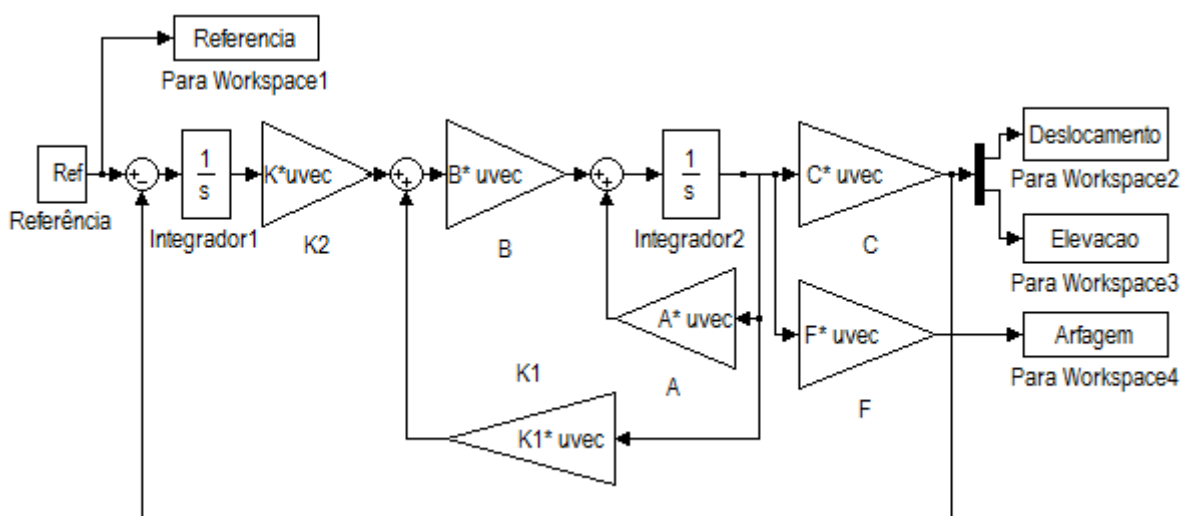 Referencia
Para Workspace1
Ref
Referência
+
−
1
s
Integrador1
K*uvec
K2
+
+
B* uvec
B
+
+
1
s
Integrador2
C* uvec
C
Deslocamento
Para Workspace2
Elevacao
Para Workspace3
A* uvec
A
F* uvec
F
Arfagem
Para Workspace4
K1
K1* uvec